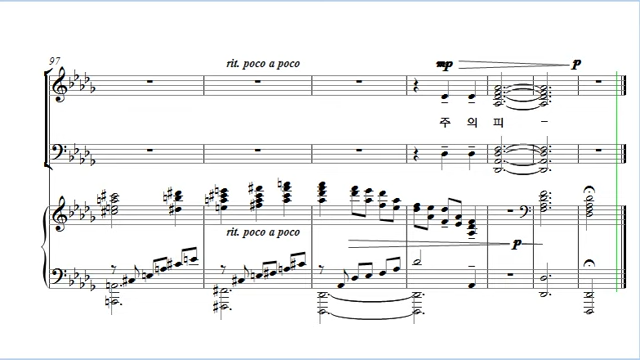 97
rit. poco a poco
mp
p
주 의 피 –
rit. poco a poco
p